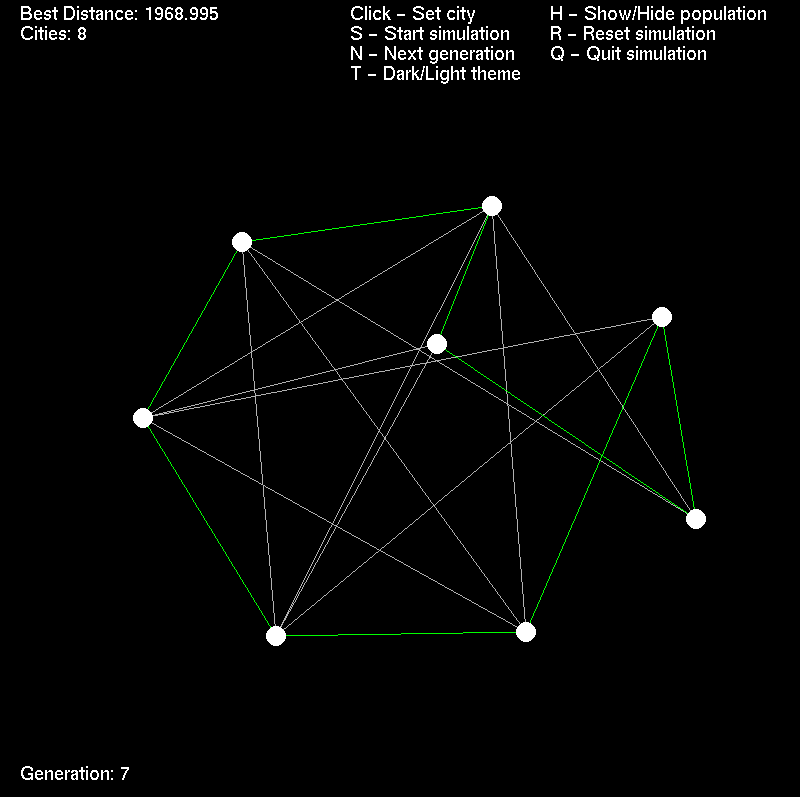 Best Distance: 1968.995
Cities: 8
Click – Set city
S – Start simulation
N – Next generation
T – Dark/Light theme
H – Show/Hide population
R – Reset simulation
Q – Quit simulation
Generation: 7